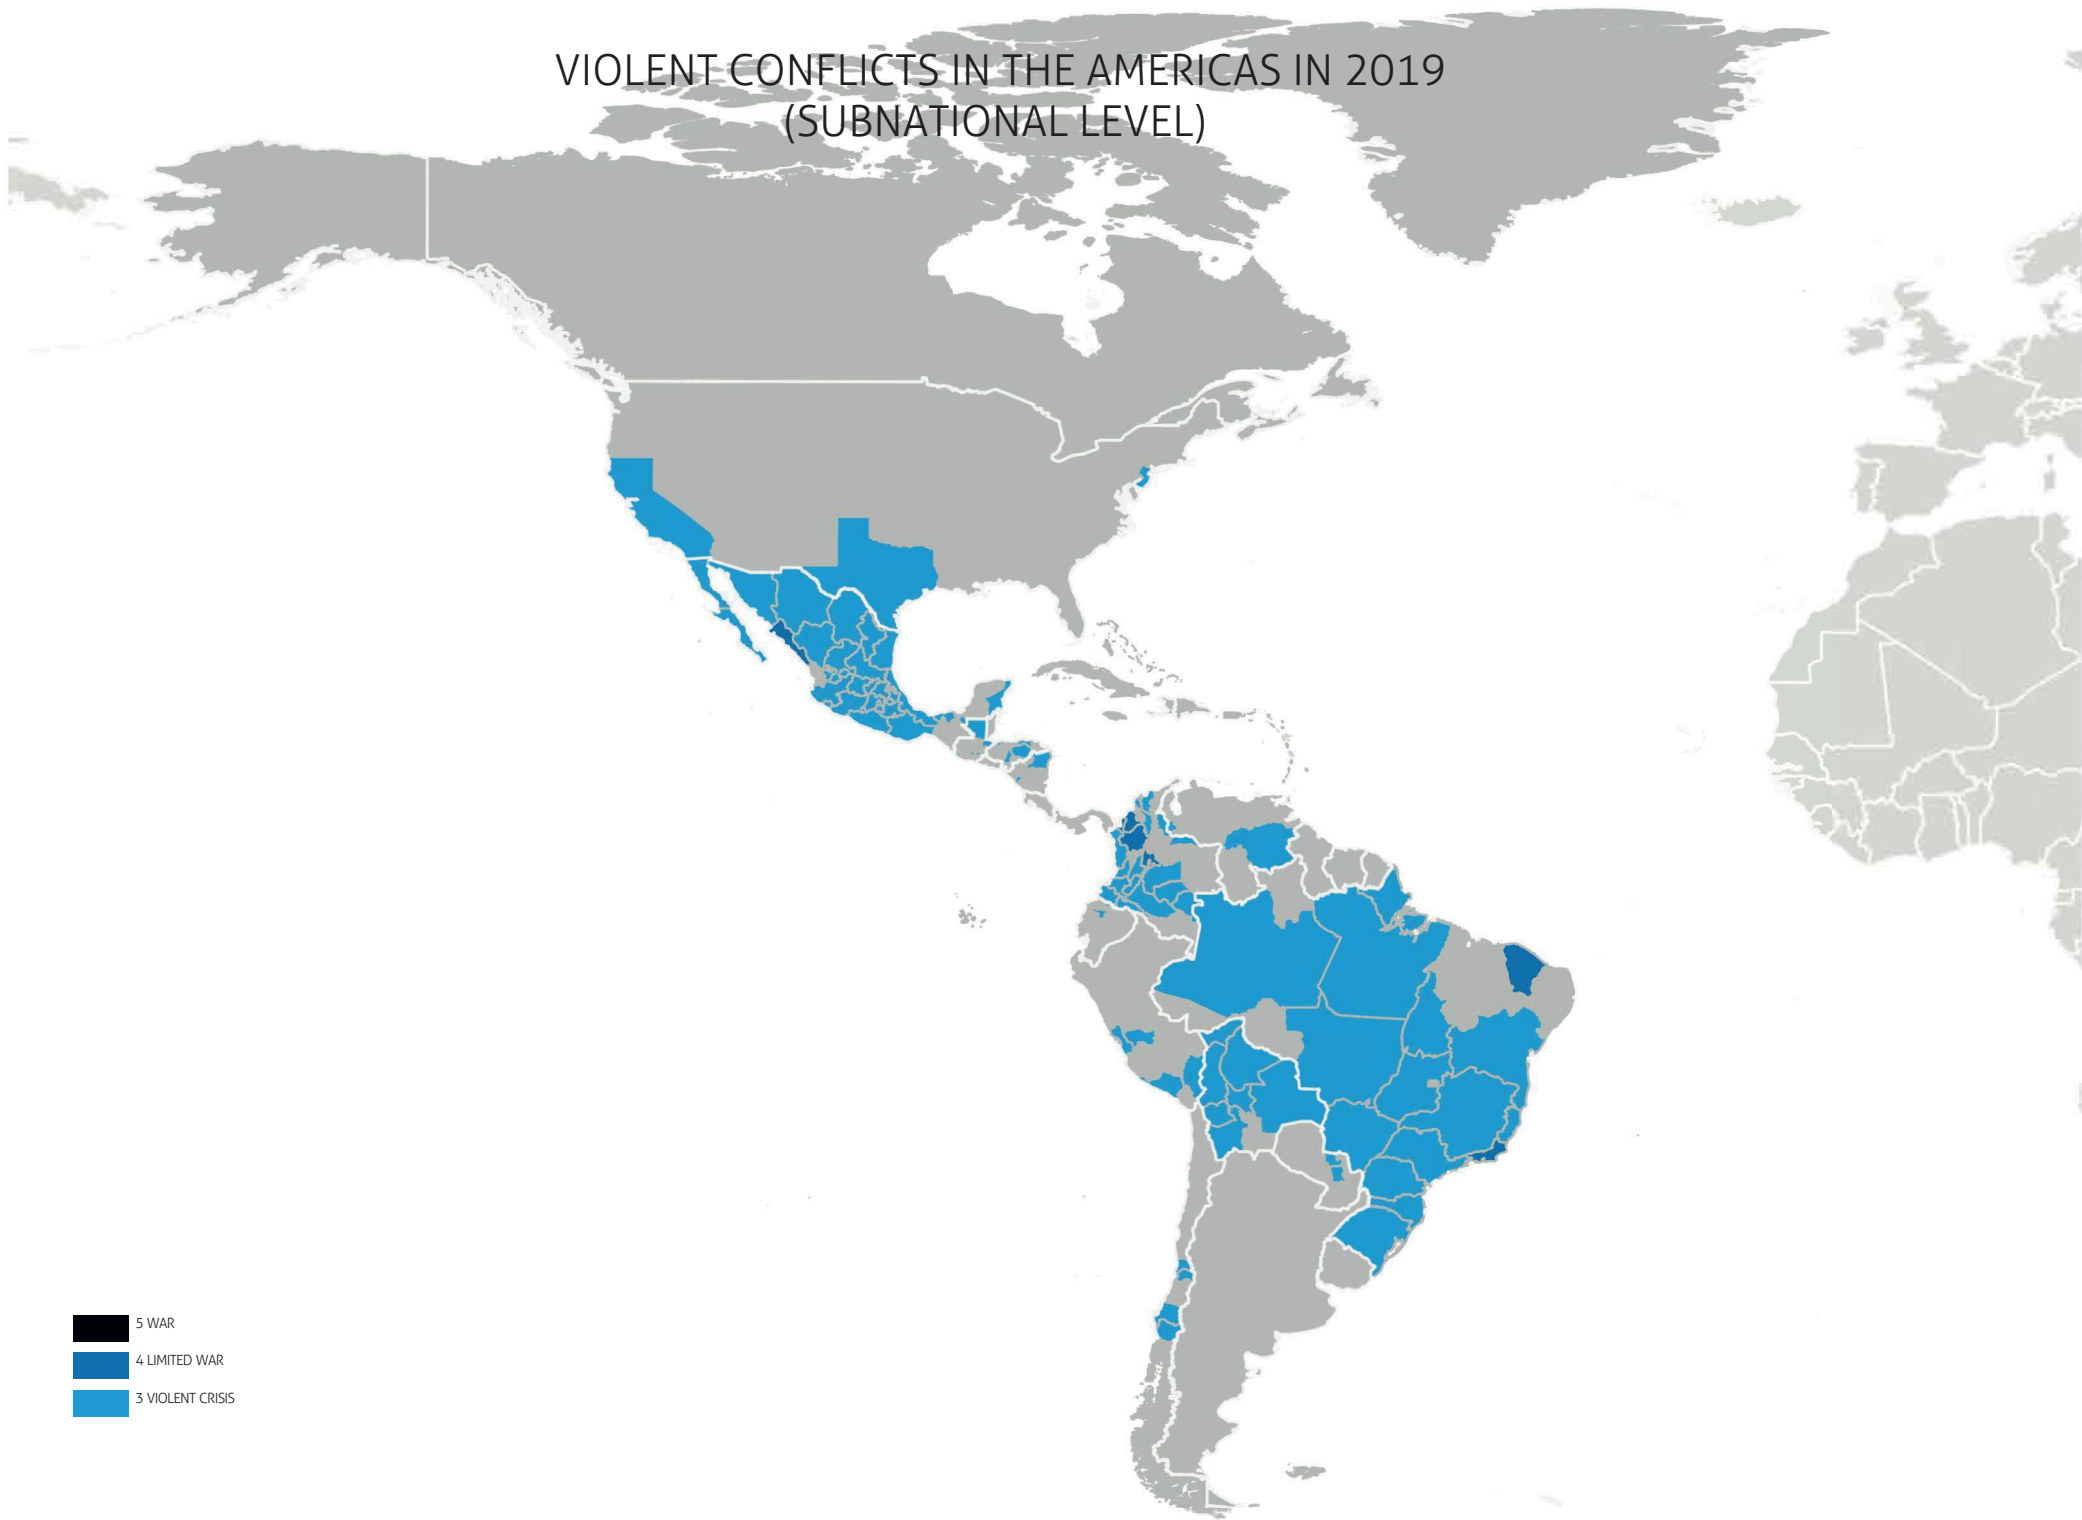 VIOLENT CONFLICTS IN THE AMERICAS IN 2019
(SUBNATIONAL LEVEL)
5 WAR
4 LIMITED WAR
3 VIOLENT CRISIS